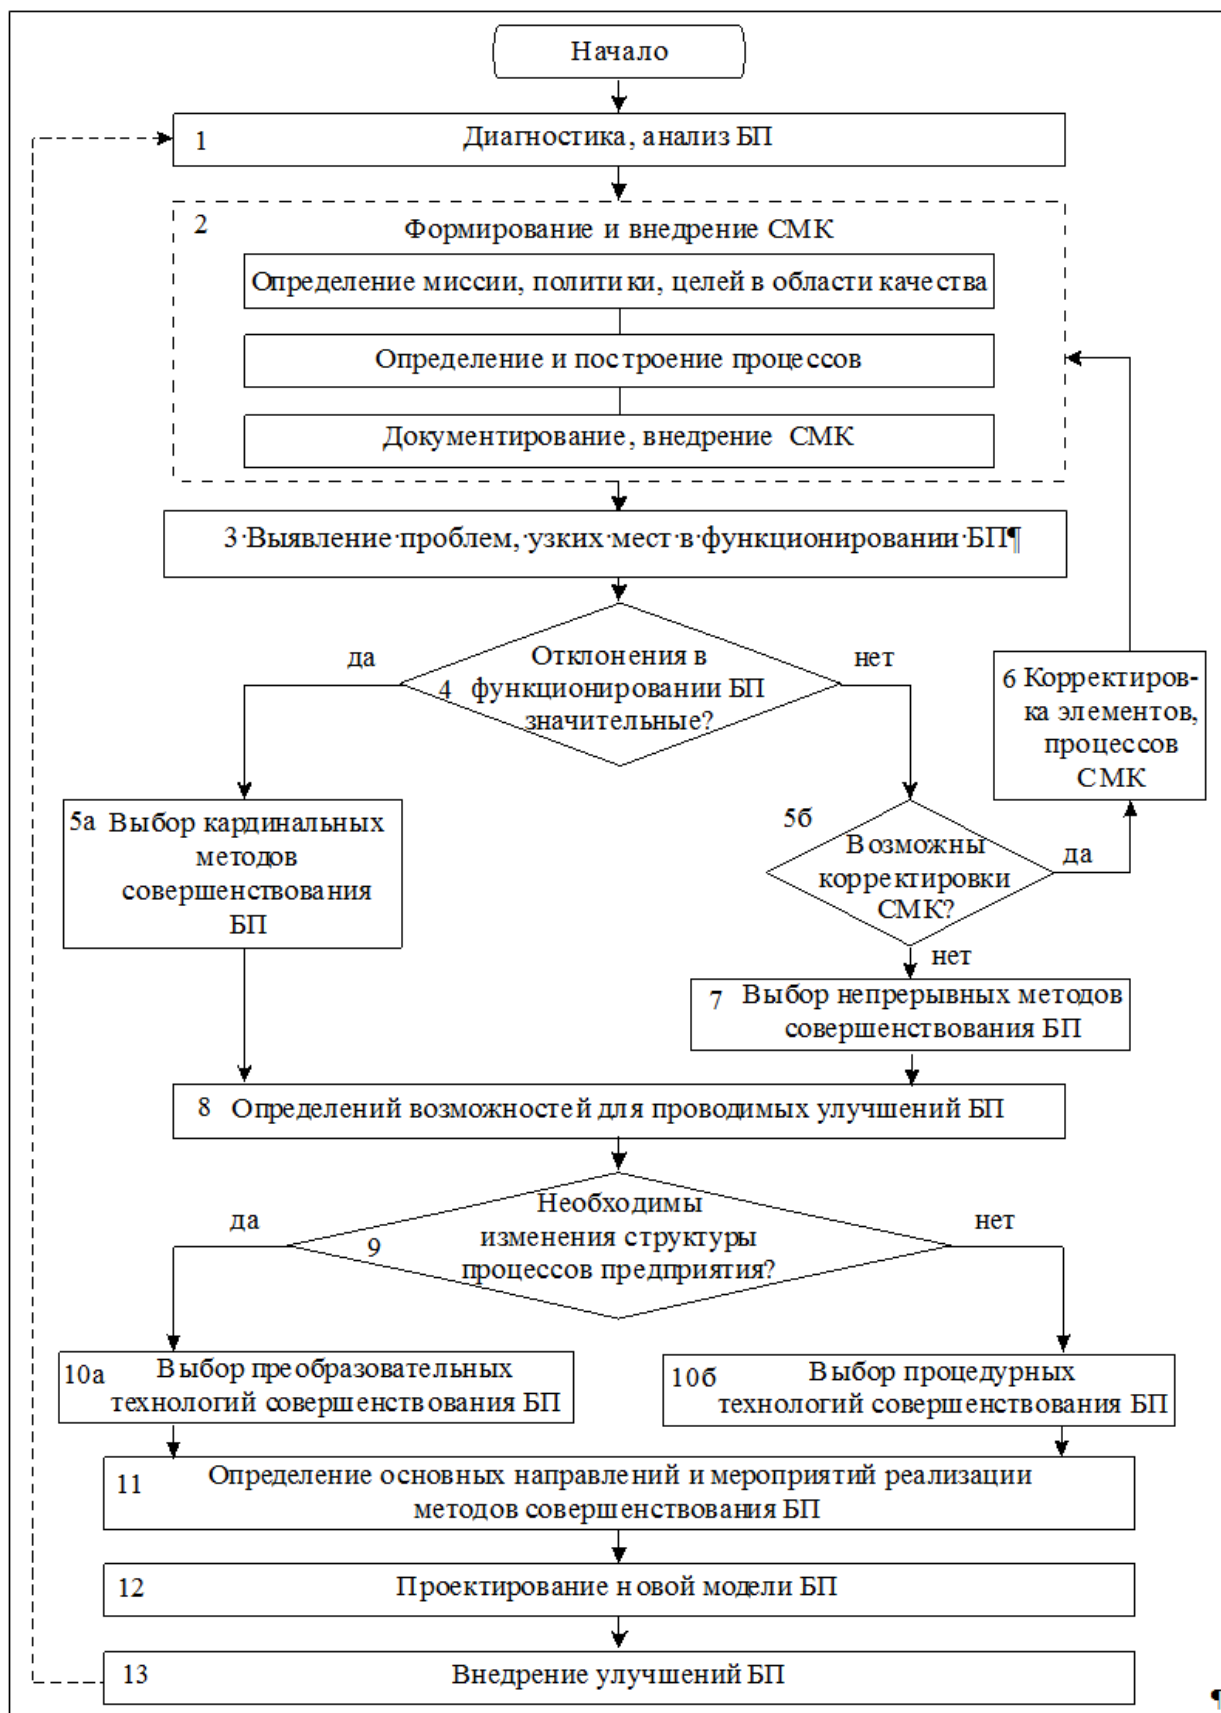 Начало
1 Диагностика, анализ БП
2 Формирование и внедрение СМК
Определение миссии, политики, целей в области качества
Определение и построение процессов
Документирование, внедрение СМК
3·Выявление·проблем,·узких·мест·в·функционировании·БП¶
да
Отклонения в
4 функционировании БП
значительные?
нет
6 Корректиров-
ка элементов,
процессов
СМК
5а Выбор кардинальных
методов
совершенствования
БП
5б
Возможны
корректировки
СМК?
да
нет
7 Выбор непрерывных методов
совершенствования БП
8 Определений возможностей для проводимых улучшений БП
да
Необходимы
9 изменения структуры
процессов предприятия?
нет
10а Выбор преобразовательных
технологий совершенствования БП
10б Выбор процедурных
технологий совершенствования БП
11 Определение основных направлений и мероприятий реализации
методов совершенствования БП
12 Проектирование новой модели БП
13 Внедрение улучшений БП
¶